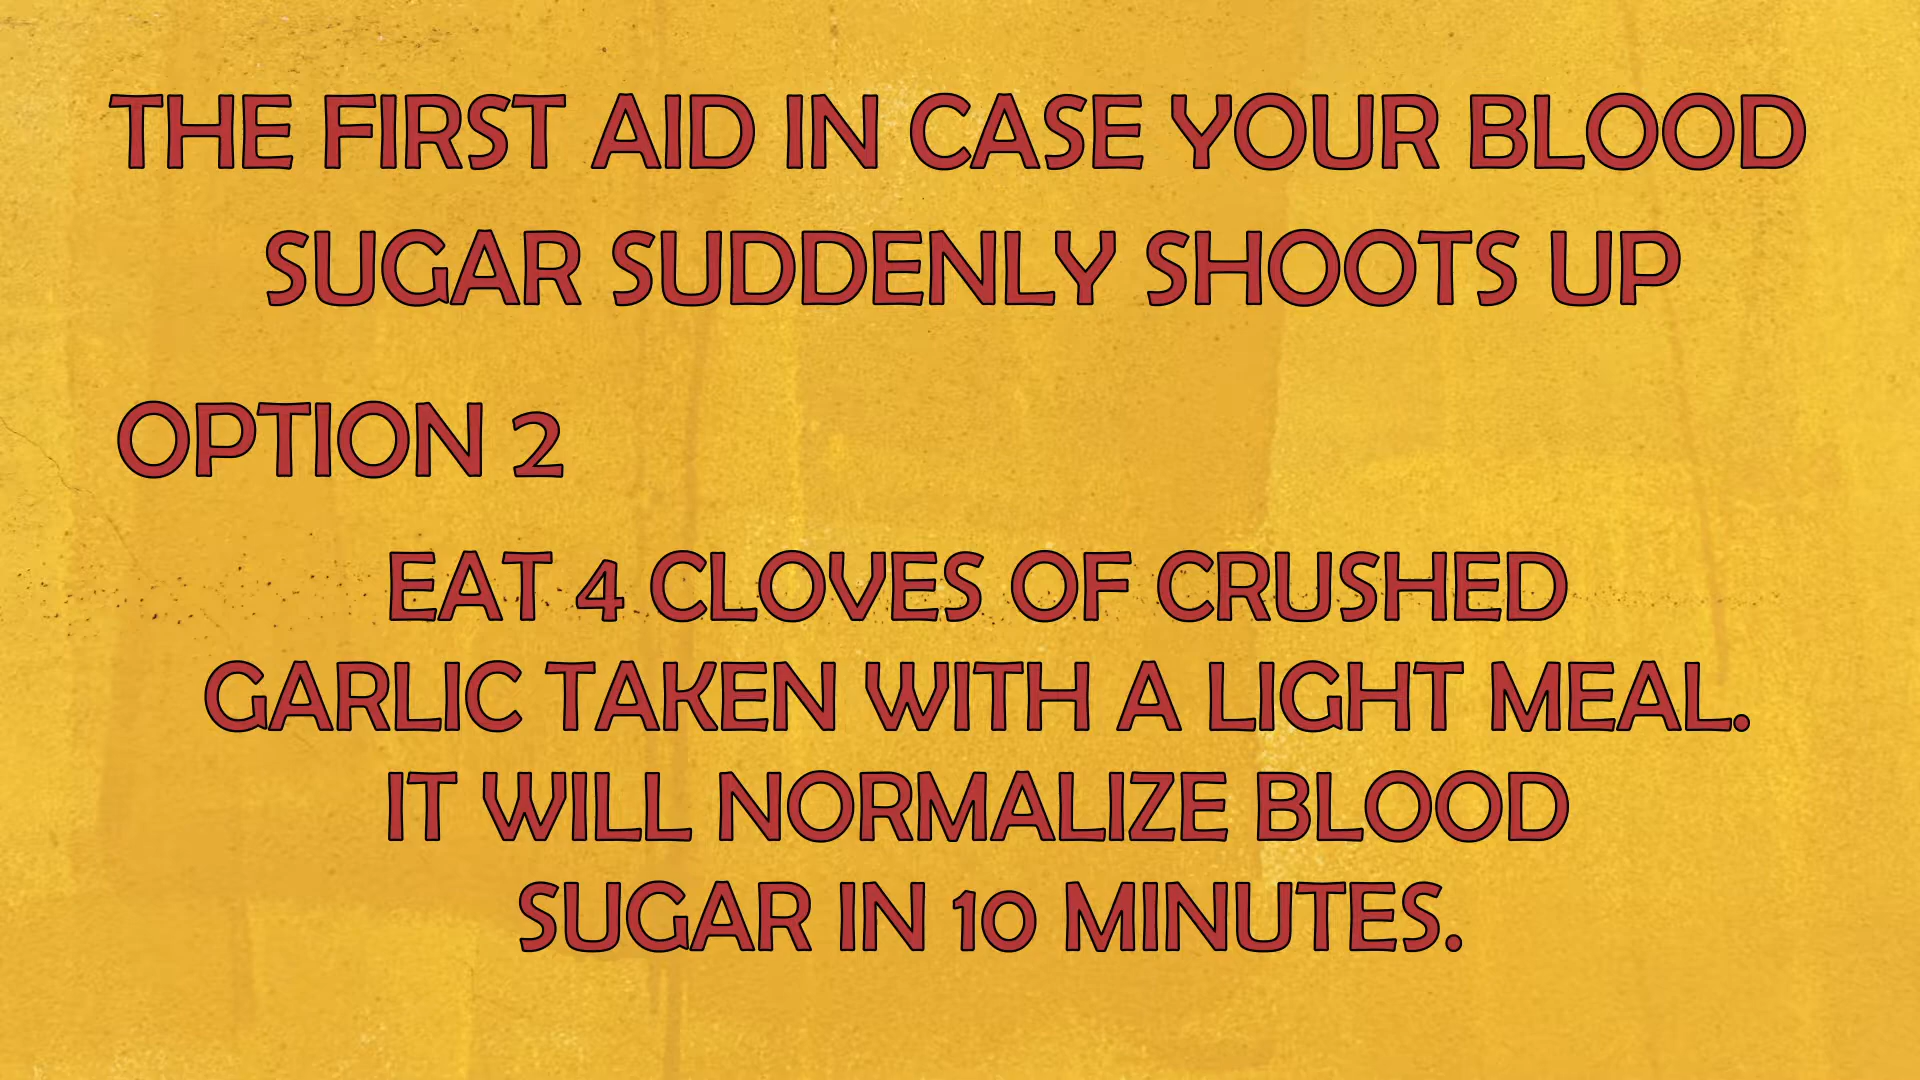 THE FIRST AID IN CASE YOUR BLOOD
SUGAR SUDDENLY SHOOTS UP
OPTION 2
EAT 4 CLOVES OF CRUSHED
GARLIC TAKEN WITH A LIGHT MEAL.
IT WILL NORMALIZE BLOOD
SUGAR IN 10 MINUTES.